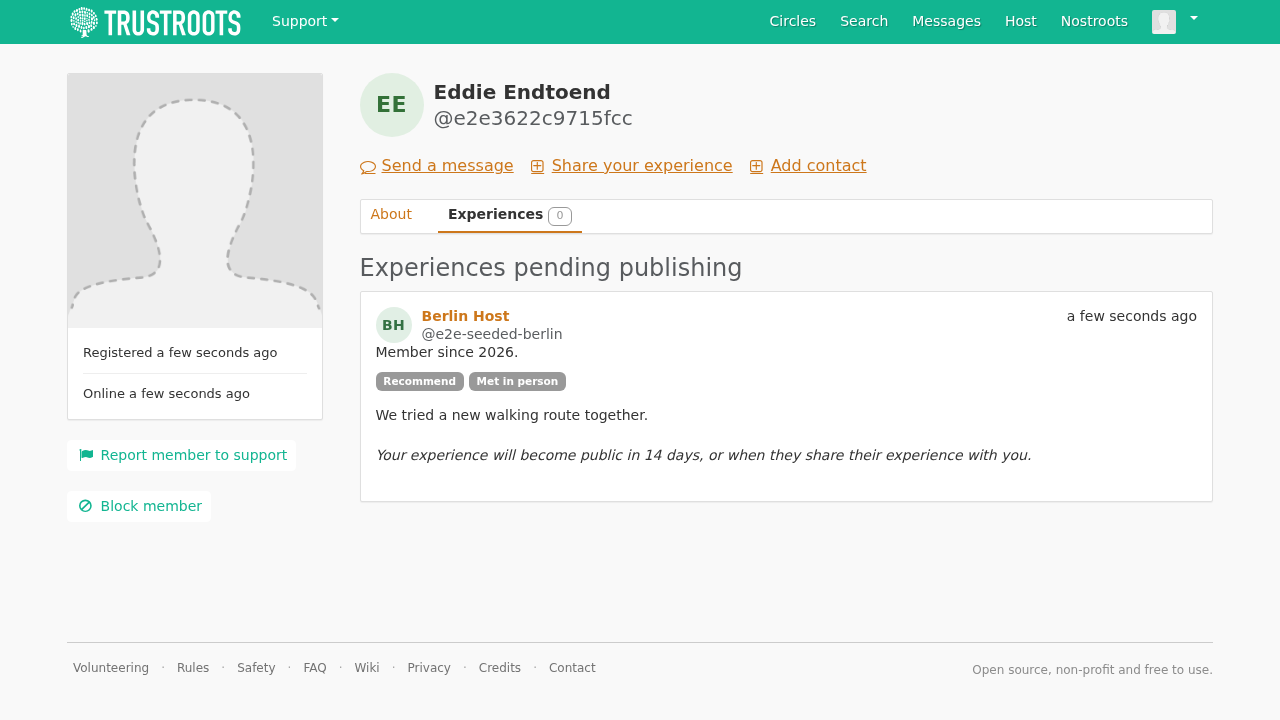 TRUSTROOTS Support Circles Search Messages Host Nostroots
EE
Eddie Endtoend
@e2e3622c9715fcc
Send a message Share your experience Add contact
About Experiences 0
Experiences pending publishing
BH
Berlin Host
@e2e-seeded-berlin
a few seconds ago
Member since 2026.
Recommend Met in person
We tried a new walking route together.
Your experience will become public in 14 days, or when they share their experience with you.
Registered a few seconds ago
Online a few seconds ago
Report member to support
Block member
Volunteering · Rules · Safety · FAQ · Wiki · Privacy · Credits · Contact
Open source, non-profit and free to use.